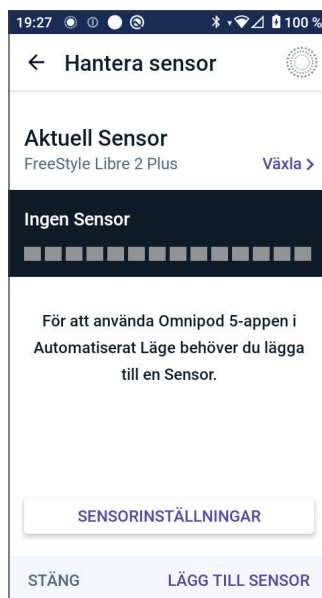 19:27 100 %
Hantera sensor
Aktuell Sensor
FreeStyle Libre 2 Plus Växla >
Ingen Sensor
För att använda Omnipod 5-appen i
Automatiserat Läge behöver du lägga
till en Sensor.
SENSORINSTÄLLNINGAR
STÄNG LÄGG TILL SENSOR